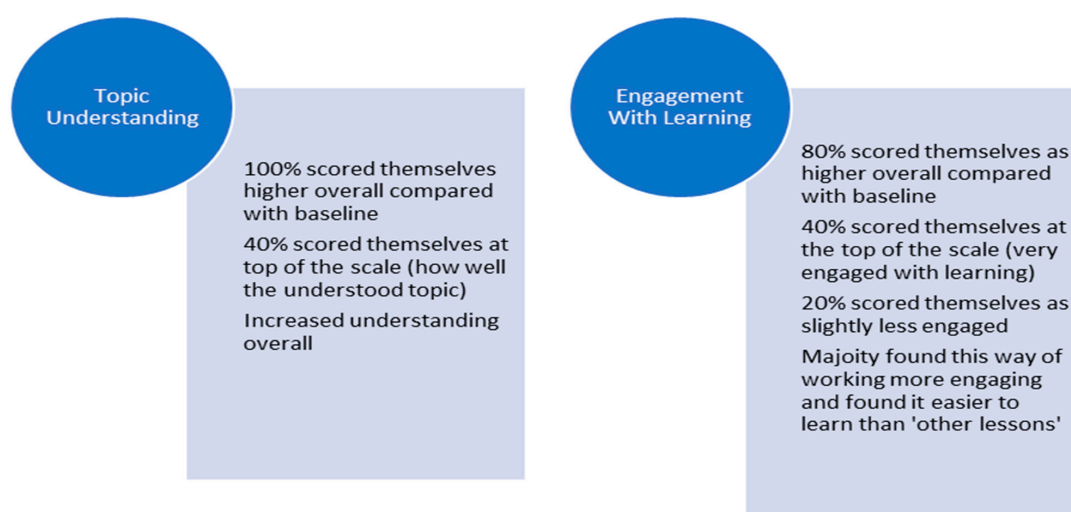 Topic
Understanding
100% scored themselves
higher overall compared
with baseline
40% scored themselves at
top of the scale (how well
the understood topic)
Increased understanding
overall
Engagement
With Learning
80% scored themselves as
higher overall compared
with baseline
40% scored themselves at
the top of the scale (very
engaged with learning)
20% scored themselves as
slightly less engaged
Majoity found this way of
working more engaging
and found it easier to
learn than 'other lessons'